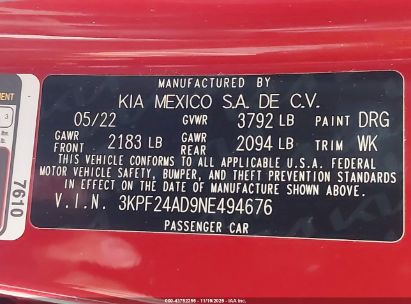 MANUFACTURED BY
KIA MEXICO S.A. DE C.V.
05/22 GVWR 3792 LB PAINT DRG
GAWR FRONT 2183 LB GAWR REAR 2094 LB TRIM WK
THIS VEHICLE CONFORMS TO ALL APPLICABLE U.S.A. FEDERAL
MOTOR VEHICLE SAFETY, BUMPER, AND THEFT PREVENTION STANDARDS
IN EFFECT ON THE DATE OF MANUFACTURE SHOWN ABOVE.
V.I.N. 3KPF24AD9NE494676
PASSENGER CAR
7610